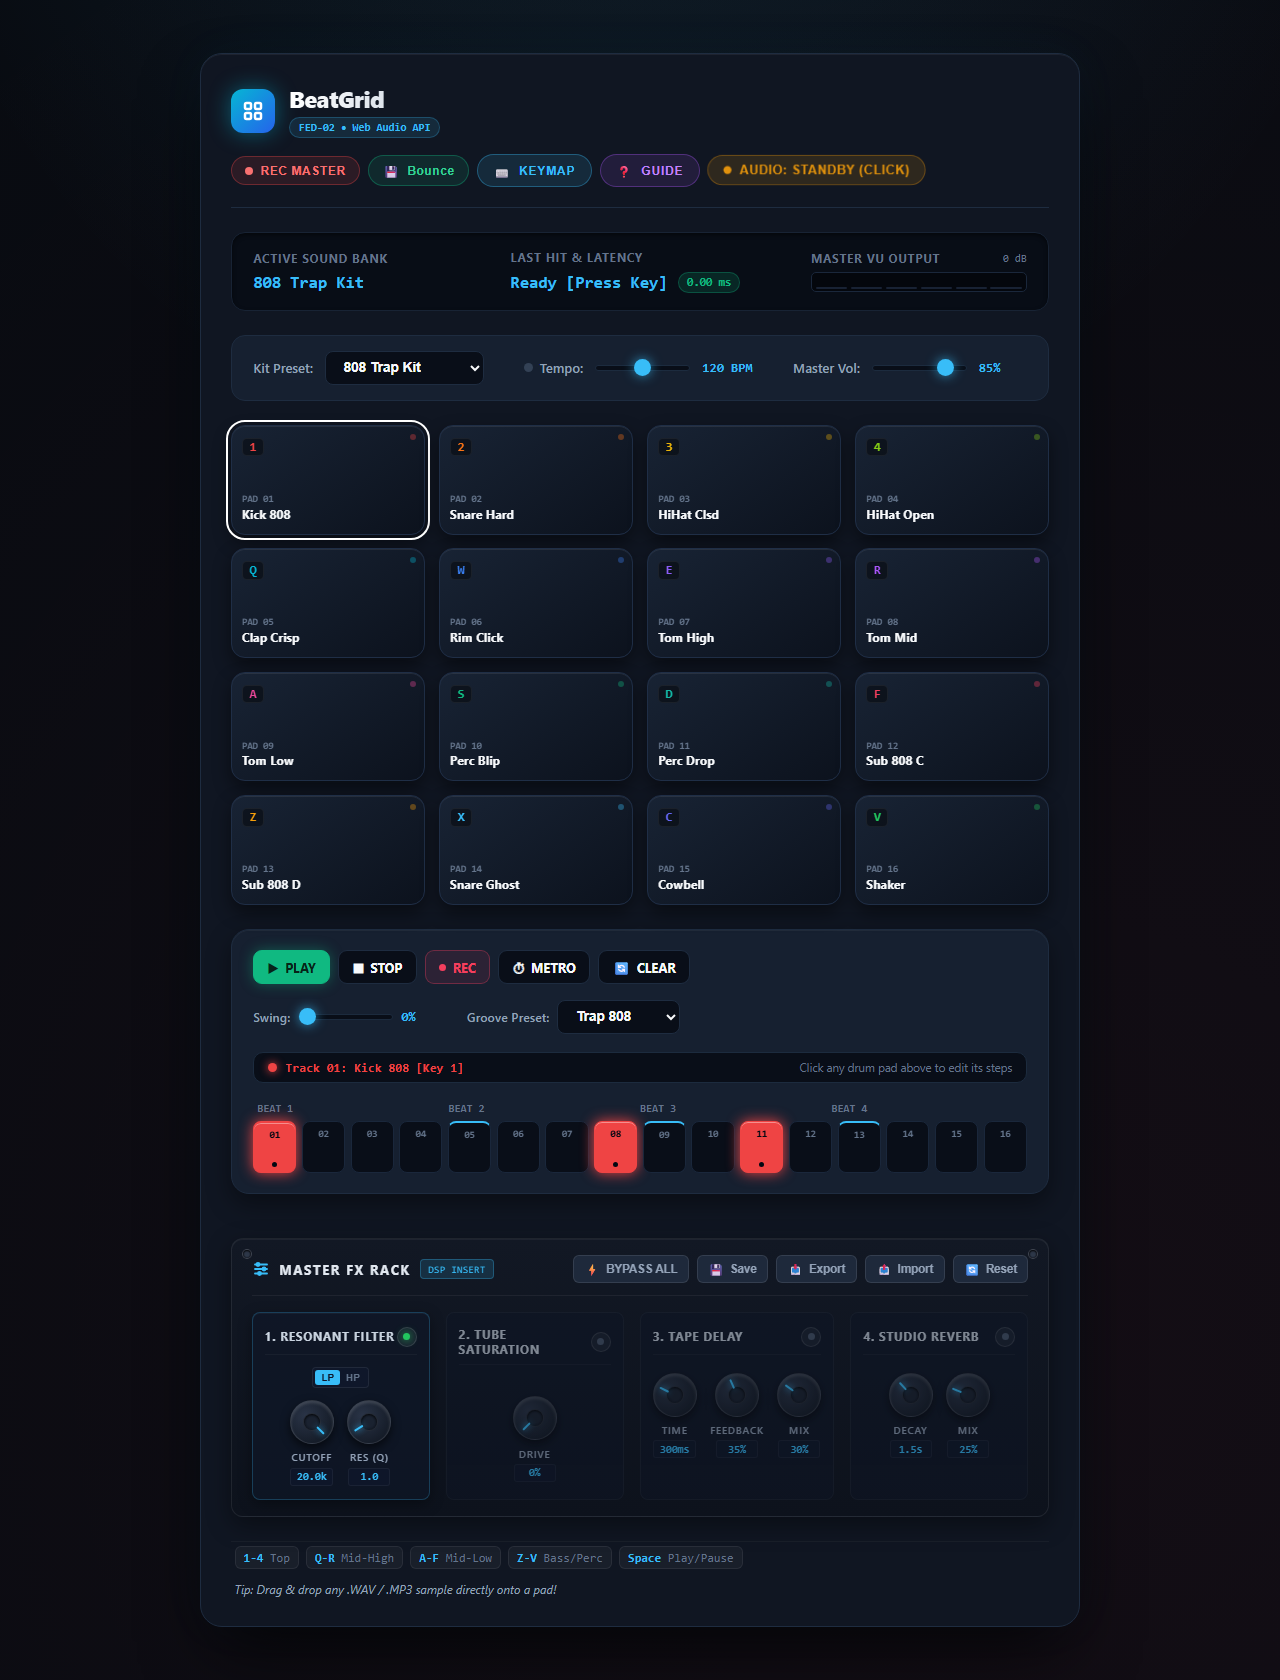 BeatGrid
FED-02 • Web Audio API
REC MASTER
Bounce
KEYMAP
GUIDE
AUDIO: STANDBY (CLICK)
ACTIVE SOUND BANK
808 Trap Kit
LAST HIT & LATENCY
Ready [Press Key] 0.00 ms
MASTER VU OUTPUT 0 dB
Kit Preset: 808 Trap Kit
Tempo: 120 BPM
Master Vol: 85%
1
PAD 01
Kick 808
2
PAD 02
Snare Hard
3
PAD 03
HiHat Clsd
4
PAD 04
HiHat Open
Q
PAD 05
Clap Crisp
W
PAD 06
Rim Click
E
PAD 07
Tom High
R
PAD 08
Tom Mid
A
PAD 09
Tom Low
S
PAD 10
Perc Blip
D
PAD 11
Perc Drop
F
PAD 12
Sub 808 C
Z
PAD 13
Sub 808 D
X
PAD 14
Snare Ghost
C
PAD 15
Cowbell
V
PAD 16
Shaker
PLAY
STOP
REC
METRO
CLEAR
Swing: 0%
Groove Preset: Trap 808
Track 01: Kick 808 [Key 1]
Click any drum pad above to edit its steps
BEAT 1 BEAT 2 BEAT 3 BEAT 4
01 02 03 04 05 06 07 08 09 10 11 12 13 14 15 16
MASTER FX RACK DSP INSERT
BYPASS ALL
Save
Export
Import
Reset
1. RESONANT FILTER
LP HP
CUTOFF RES (Q)
20.0k 1.0
2. TUBE
SATURATION
DRIVE
0%
3. TAPE DELAY
TIME FEEDBACK MIX
300ms 35% 30%
4. STUDIO REVERB
DECAY MIX
1.5s 25%
1-4 Top
Q-R Mid-High
A-F Mid-Low
Z-V Bass/Perc
Space Play/Pause
Tip: Drag & drop any .WAV / .MP3 sample directly onto a pad!